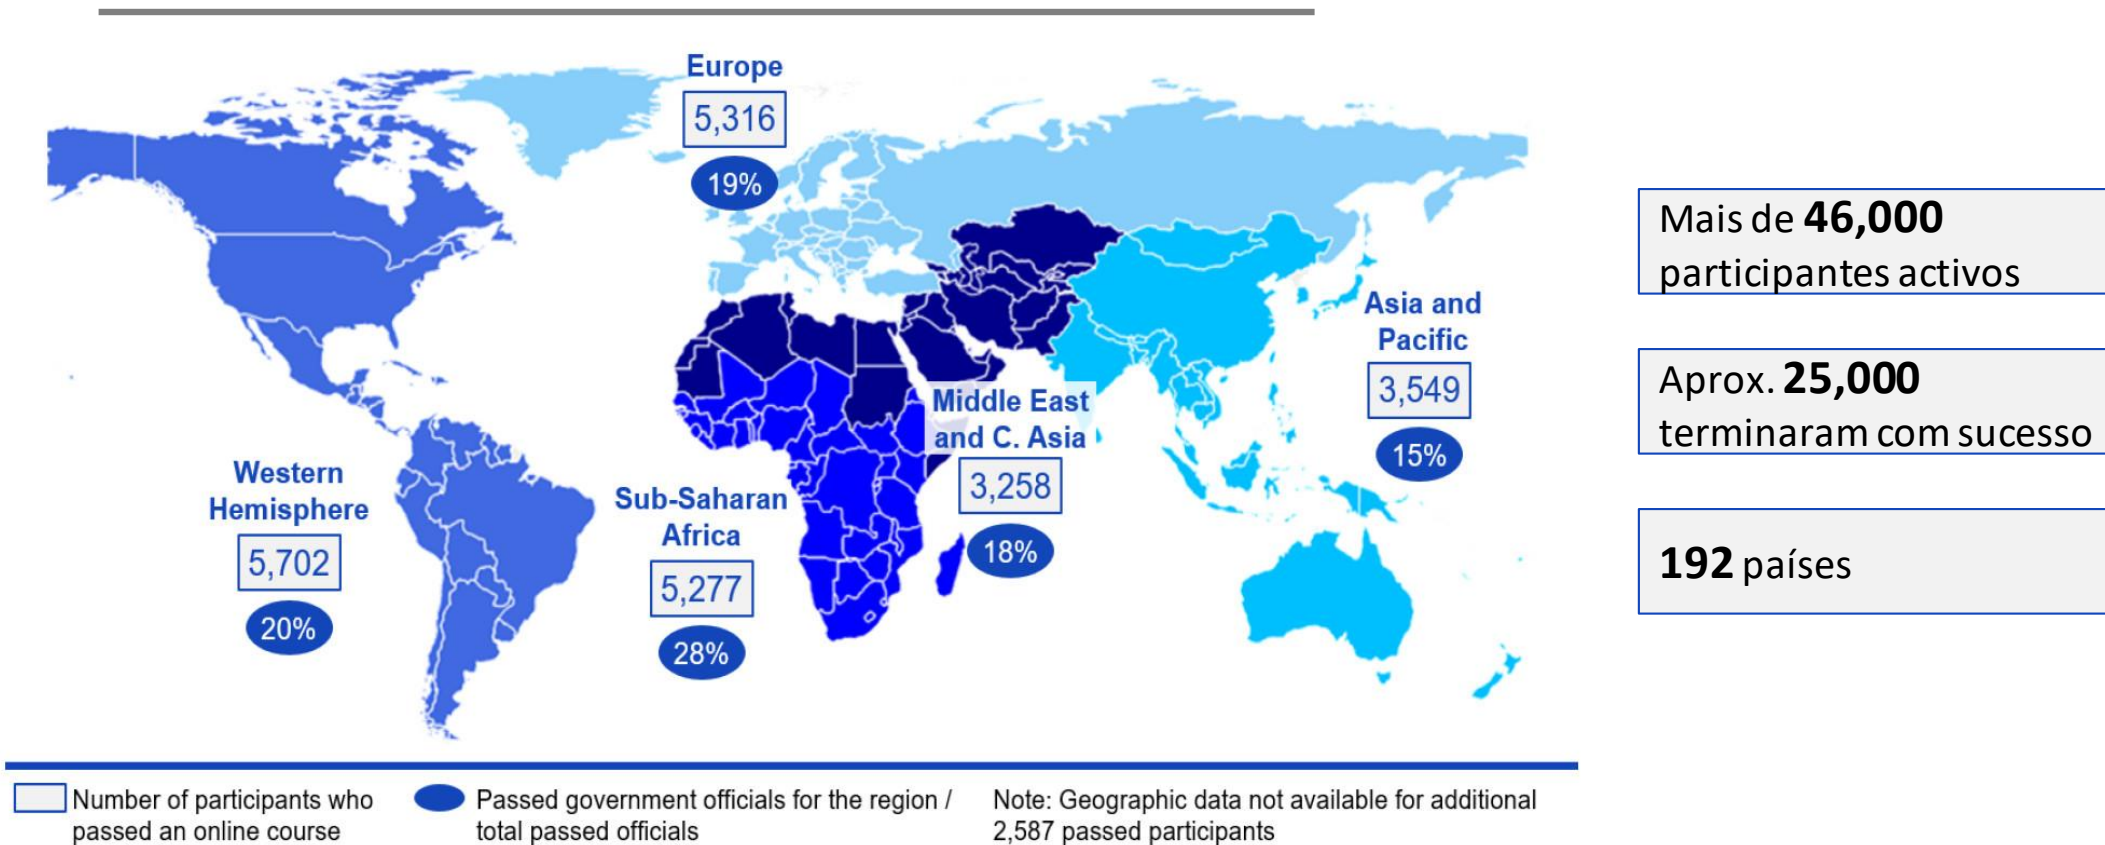 Europe
5,316
19%
Western
Hemisphere
5,702
20%
Sub-Saharan
Africa
5,277
28%
Middle East
and C. Asia
3,258
18%
Asia and
Pacific
3,549
15%
Mais de 46,000
participantes activos
Aprox. 25,000
terminaram com sucesso
192 países
Number of participants who
passed an online course
Passed government officials for the region /
total passed officials
Note: Geographic data not available for additional
2,587 passed participants